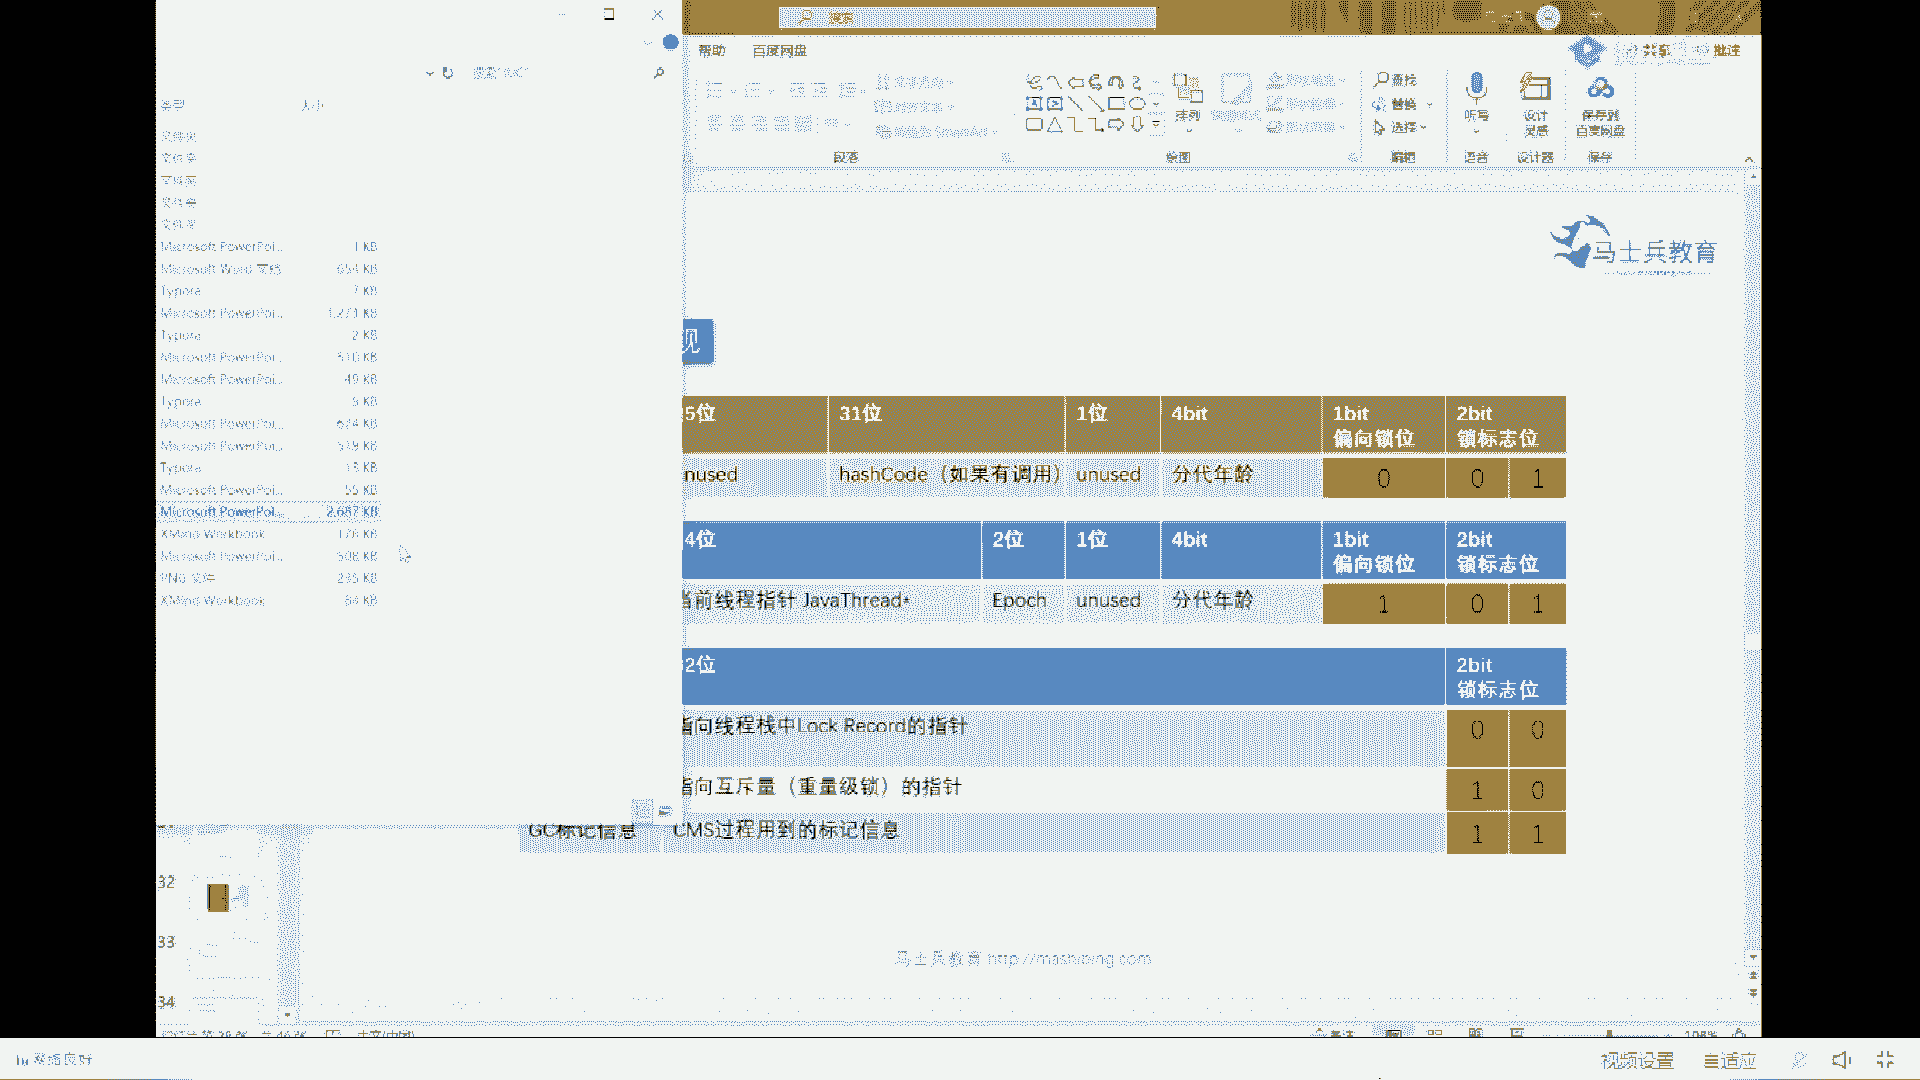 帮助 百度网盘
共享 批注
类型 大小
文件夹
文件夹
文件夹
文件夹
文件夹
Microsoft PowerPoi... 1 KB
Microsoft Word 文档 654 KB
Typora 7 KB
Microsoft PowerPoi... 1,271 KB
Typora 2 KB
Microsoft PowerPoi... 510 KB
Microsoft PowerPoi... 49 KB
Typora 5 KB
Microsoft PowerPoi... 674 KB
Microsoft PowerPoi... 519 KB
Typora 15 KB
Microsoft PowerPoi... 55 KB
Microsoft PowerPoi... 2,687 KB
XMind Workbook 176 KB
Microsoft PowerPoi... 508 KB
PNG 文件 235 KB
XMind Workbook 64 KB
排列
查找
替换
选择
听写
设计
灵感
保存到
百度网盘
段落 绘图 编辑 语音 设计器 保存
马士兵教育
现
5位 31位 1位 4bit 1bit 偏向锁位 2bit 锁标志位
nused hashCode（如果有调用） unused 分代年龄 0 0 1
4位 2位 1位 4bit 1bit 偏向锁位 2bit 锁标志位
当前线程指针 JavaThread* Epoch unused 分代年龄 1 0 1
2位 2bit 锁标志位
指向线程栈中Lock Record的指针 0 0
指向互斥量（重量级锁）的指针 1 0
GC标记信息 CMS过程用到的标记信息 1 1
32
33
34
马士兵教育 http://mashibing.com
网络良好
视频设置 自适应